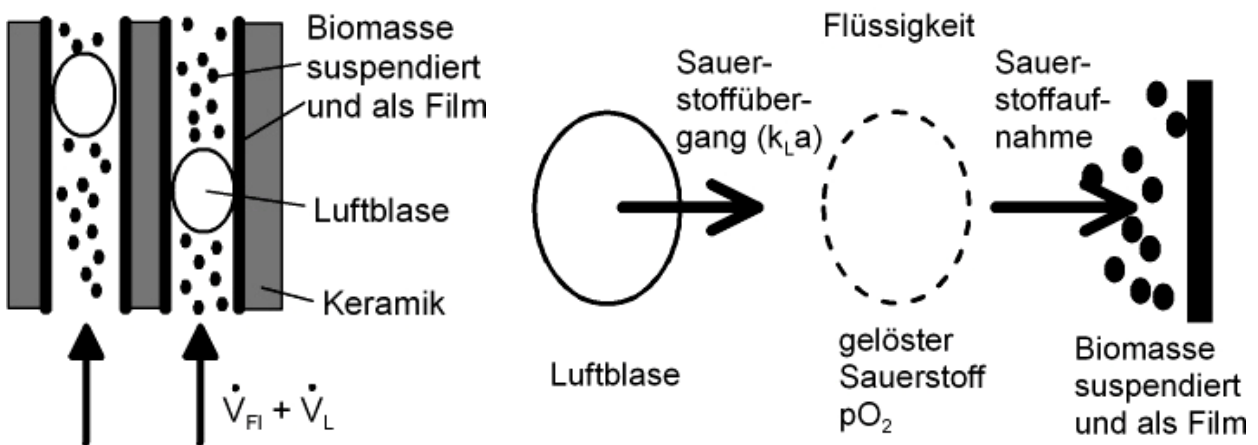 Biomasse
suspendiert
und als Film
Luftblase
Keramik
V̇Fl + V̇L
Flüssigkeit
Sauer-
stoffüber-
gang (kLa)
Sauer-
stoffauf-
nahme
Luftblase
gelöster
Sauerstoff
pO2
Biomasse
suspendiert
und als Film